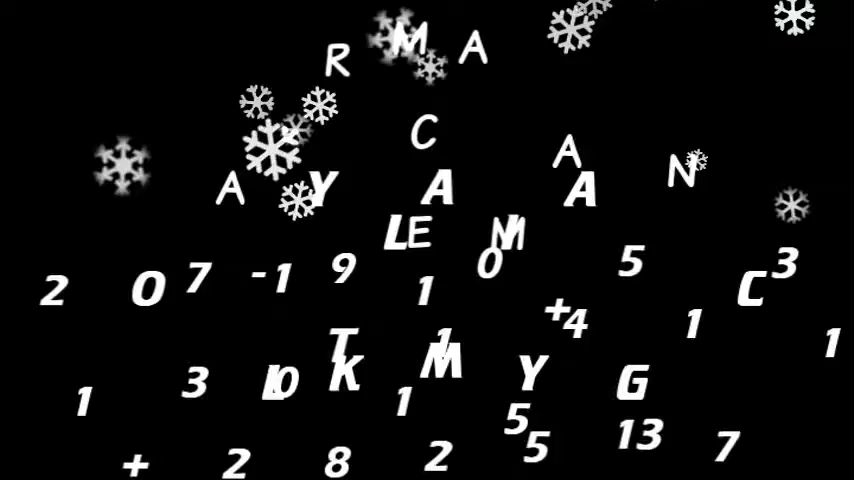 R M A
C A
A Y A A N
L E N M
0 5 3
2 O 7 -1 9 1 C
+4 1
T 1 1
L 0 K M Y G
1 3 1
5 13
+ 2 8 2 5 7